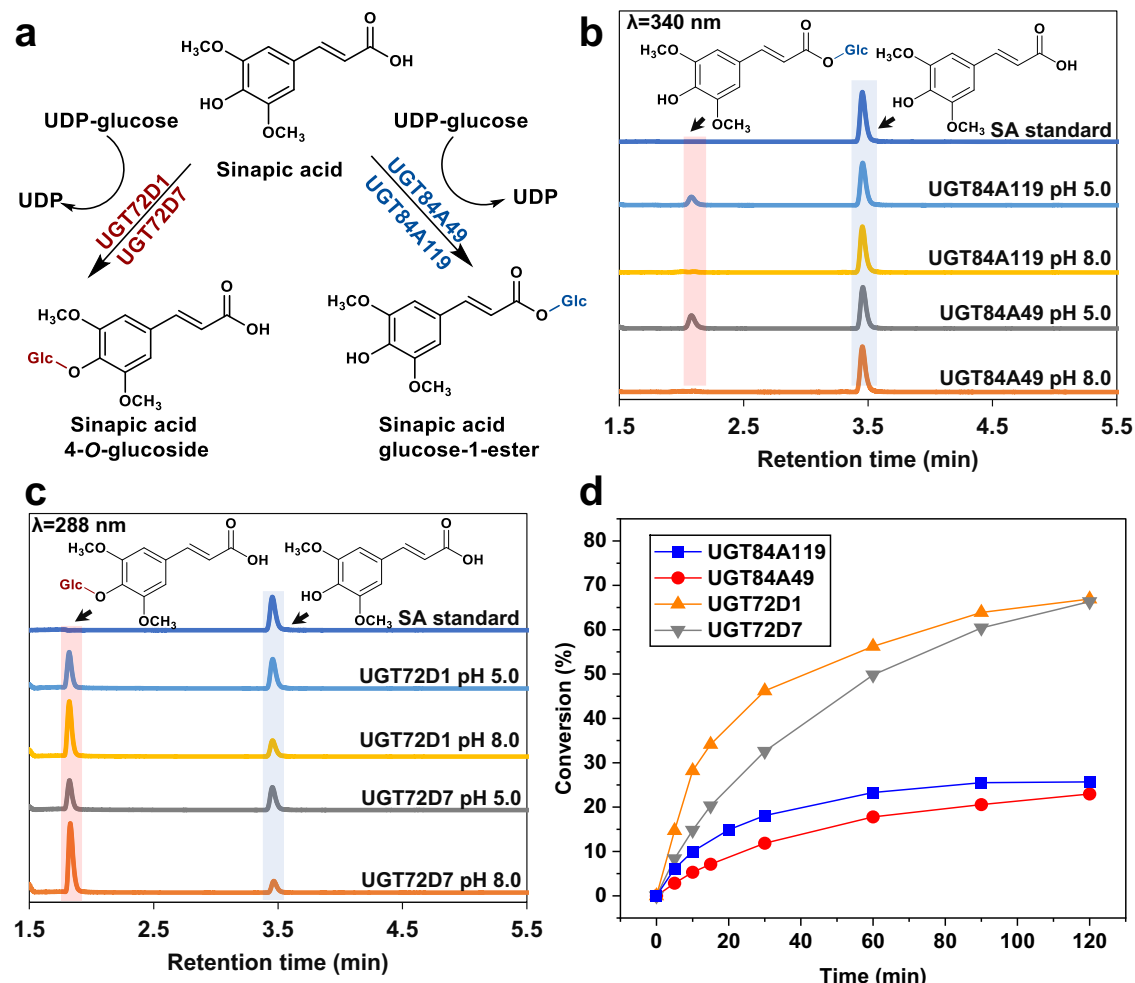 a
O
H₃CO
OH
HO
OCH₃
UDP-glucose
UDP-glucose
Sinapic acid
UDP
UDP
UGT72D1
UGT72D7
UGT84A49
UGT84A119
O
H₃CO
OH
Glc
O
OCH₃
Sinapic acid
4-O-glucoside
O
H₃CO
O
Glc
HO
OCH₃
Sinapic acid
glucose-1-ester
b
λ=340 nm
O
H₃CO
O
Glc
HO
OCH₃
O
H₃CO
OH
HO
OCH₃
SA standard
UGT84A119 pH 5.0
UGT84A119 pH 8.0
UGT84A49 pH 5.0
UGT84A49 pH 8.0
1.5 2.5 3.5 4.5 5.5
Retention time (min)
c
λ=288 nm
O
H₃CO
OH
Glc
O
OCH₃
O
H₃CO
OH
HO
OCH₃
SA standard
UGT72D1 pH 5.0
UGT72D1 pH 8.0
UGT72D7 pH 5.0
UGT72D7 pH 8.0
1.5 2.5 3.5 4.5 5.5
Retention time (min)
d
Conversion (%)
80
70
60
50
40
30
20
10
0
UGT84A119
UGT84A49
UGT72D1
UGT72D7
0 20 40 60 80 100 120
Time (min)